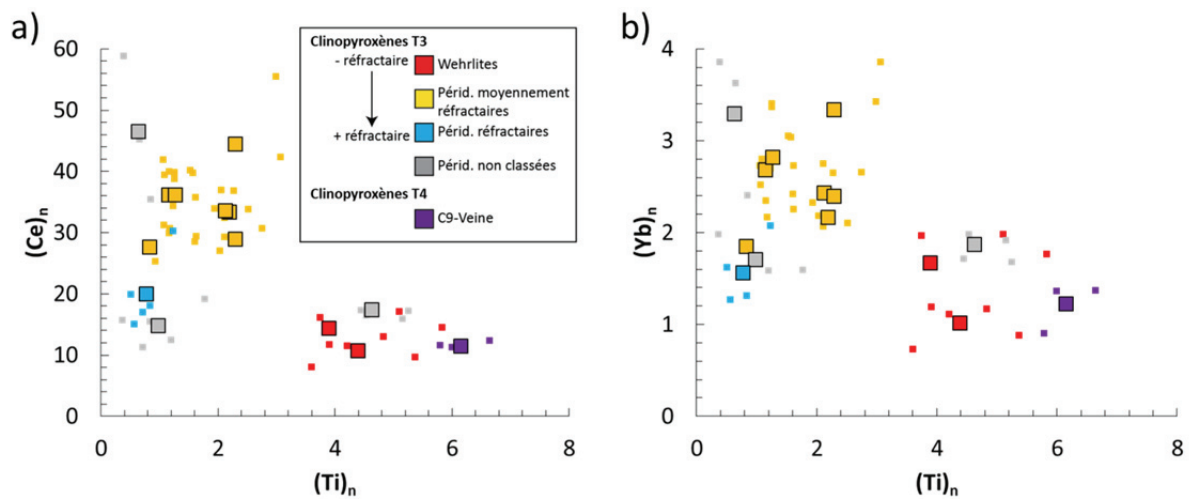 a)
60
50
40
30
20
10
0
(Ce)n
0 2 4 6 8
(Ti)n
Clinopyroxènes T3
- réfractaire
+ réfractaire
Wehrlites
Périd. moyennement
réfractaires
Périd. réfractaires
Périd. non classées
Clinopyroxènes T4
C9-Veine
b)
4
3
2
1
0
(Yb)n
0 2 4 6 8
(Ti)n